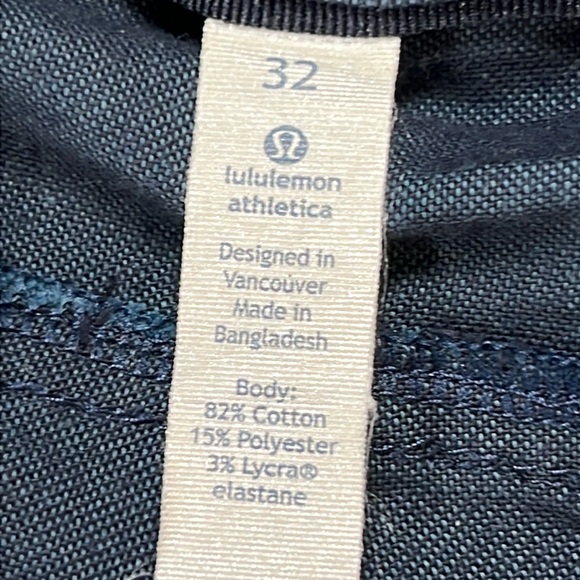 32
lululemon
athletica
Designed in
Vancouver
Made in
Bangladesh
Body:
82% Cotton
15% Polyester
3% Lycra®
elastane